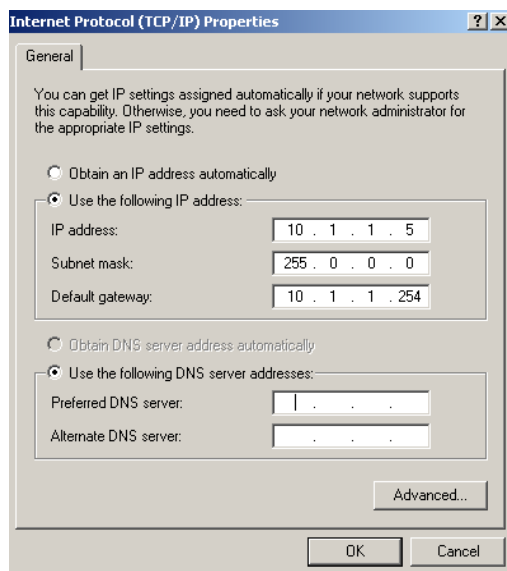 Internet Protocol (TCP/IP) Properties
General
You can get IP settings assigned automatically if your network supports
this capability. Otherwise, you need to ask your network administrator for
the appropriate IP settings.
Obtain an IP address automatically
Use the following IP address:
IP address: 10 . 1 . 1 . 5
Subnet mask: 255 . 0 . 0 . 0
Default gateway: 10 . 1 . 1 . 254
Obtain DNS server address automatically
Use the following DNS server addresses:
Preferred DNS server: . . .
Alternate DNS server: . . .
Advanced...
OK Cancel